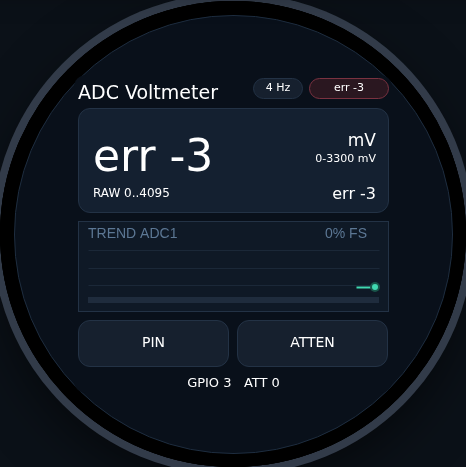 ADC Voltmeter
4 Hz
err -3
err -3
mV
0-3300 mV
RAW 0..4095
err -3
TREND ADC1
0% FS
PIN
ATTEN
GPIO 3 ATT 0